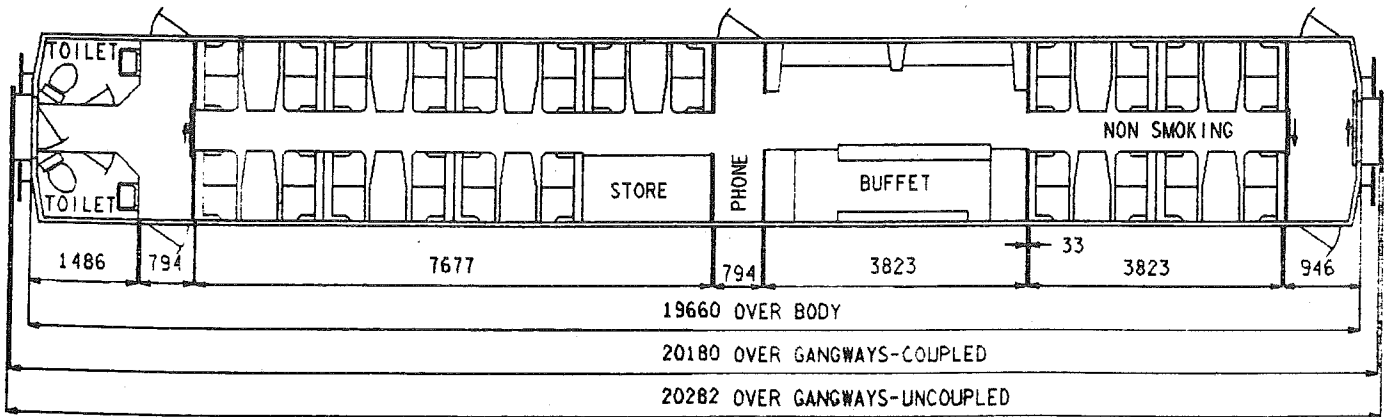 TOILET
NON SMOKING
PHONE
STORE
BUFFET
TOILET
33
1486
794
7677
794
3823
3823
946
19660 OVER BODY
20180 OVER GANGWAYS-COUPLED
20282 OVER GANGWAYS-UNCOUPLED